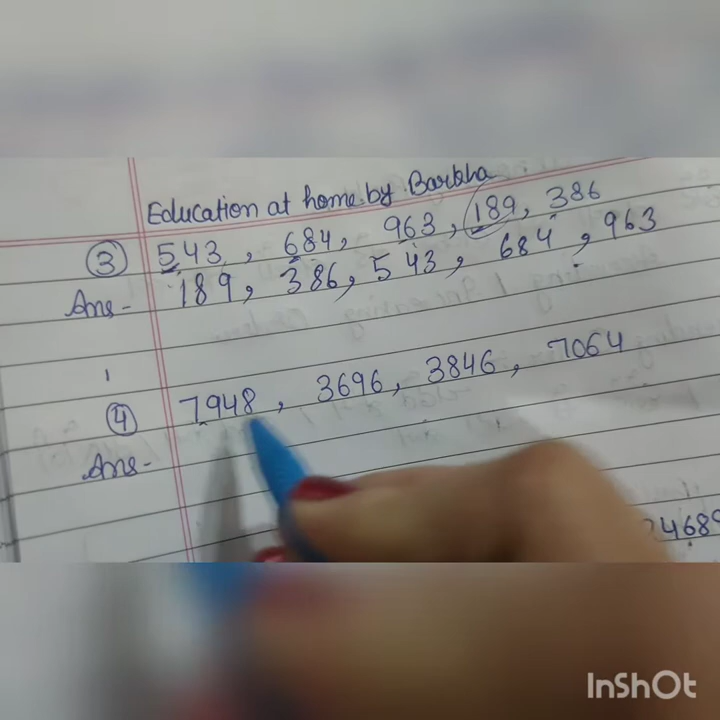 Education at home by Barkha
③ 543, 684, 963, 189, 386
Ans- 189, 386, 543, 684, 963
④ 7948, 3696, 3846, 7064
Ans-
24689
InShOt